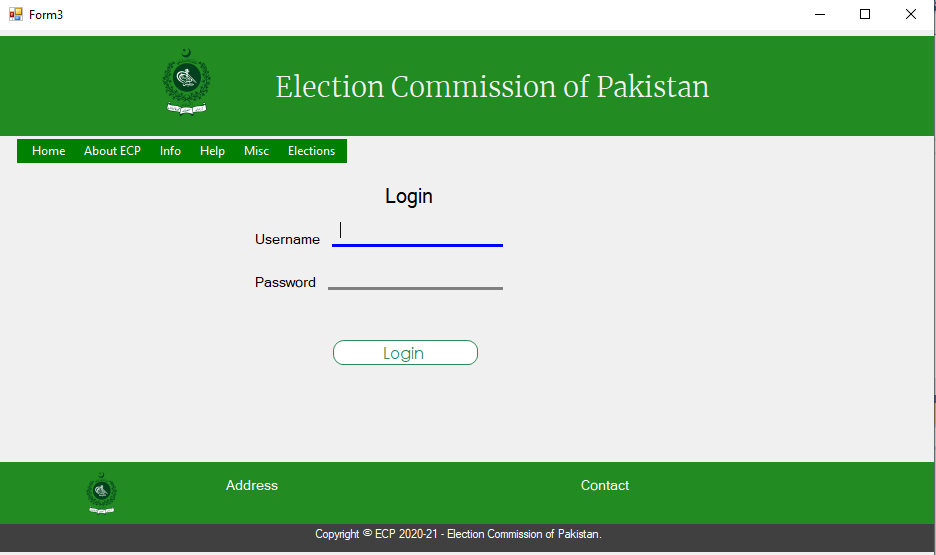 Form3
Election Commission of Pakistan
Home About ECP Info Help Misc Elections
Login
Username
Password
Login
Address Contact
Copyright © ECP 2020-21 - Election Commission of Pakistan.